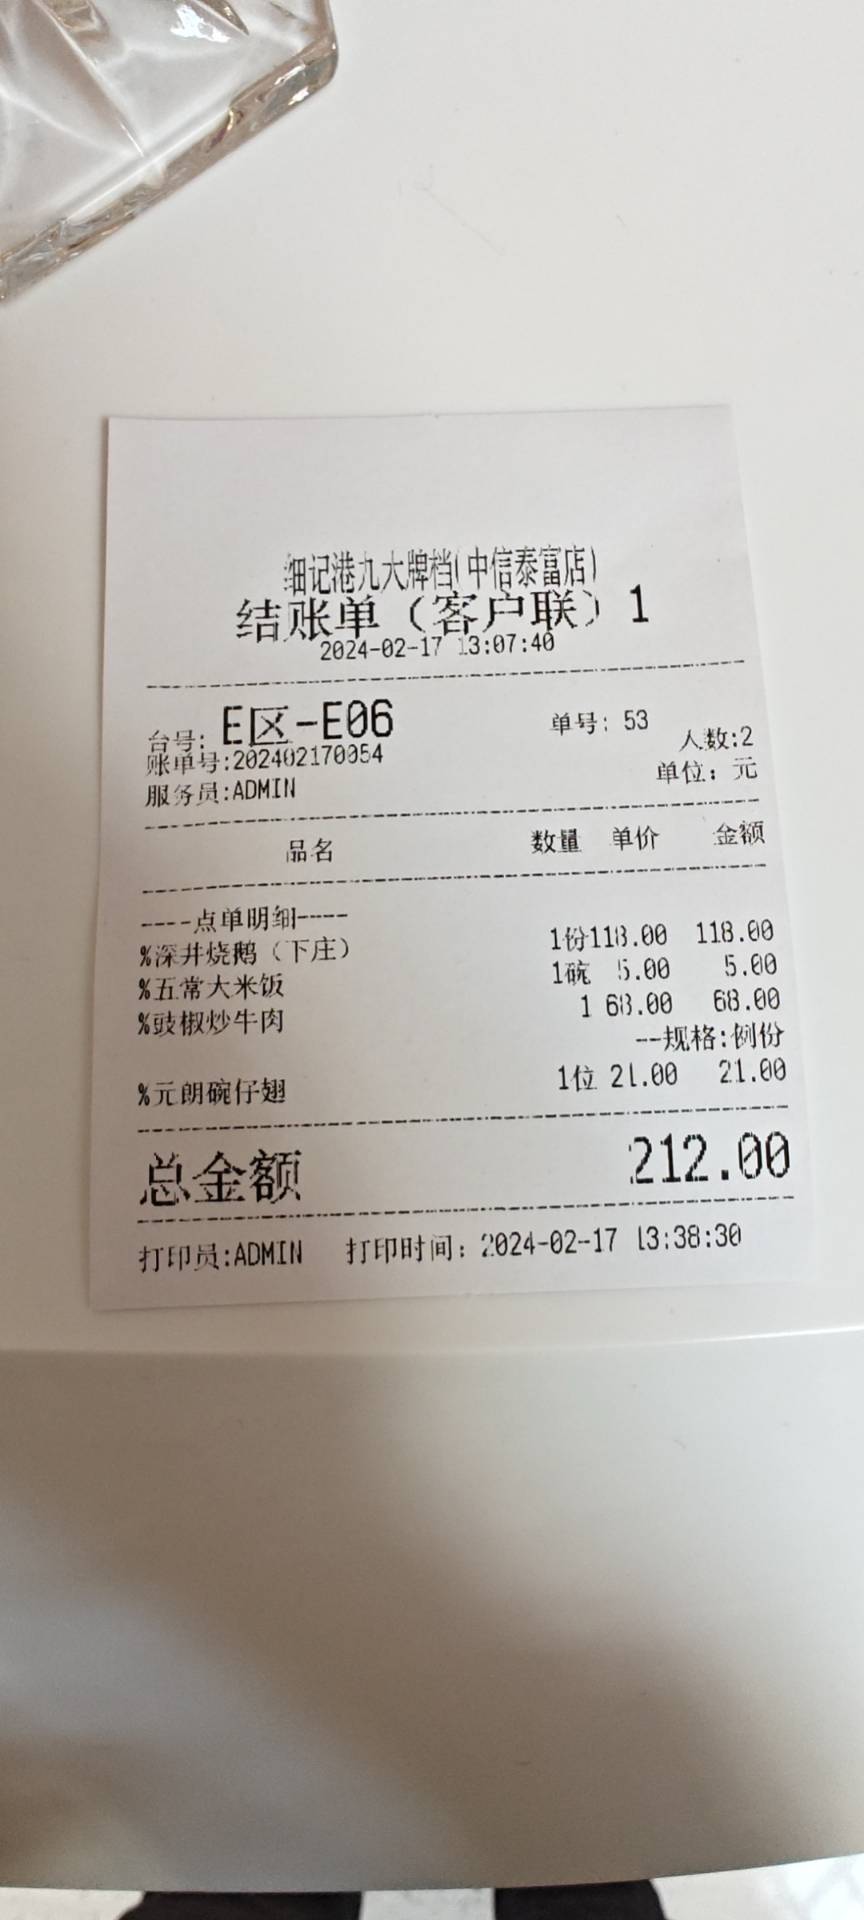 细记港九大牌档(中信泰富店)
结账单（客户联）1
2024-02-17 13:07:40
台号: E区-E06 单号: 53
账单号:202402170054 人数:2
服务员:ADMIN 单位: 元
品名 数量 单价 金额
----点单明细----
%深井烧鹅（下庄） 1份118.00 118.00
%五常大米饭 1碗 5.00 5.00
%豉椒炒牛肉 1 68.00 68.00
--规格:例份
%元朗碗仔翅 1位 21.00 21.00
总金额 212.00
打印员:ADMIN 打印时间: 2024-02-17 13:38:30